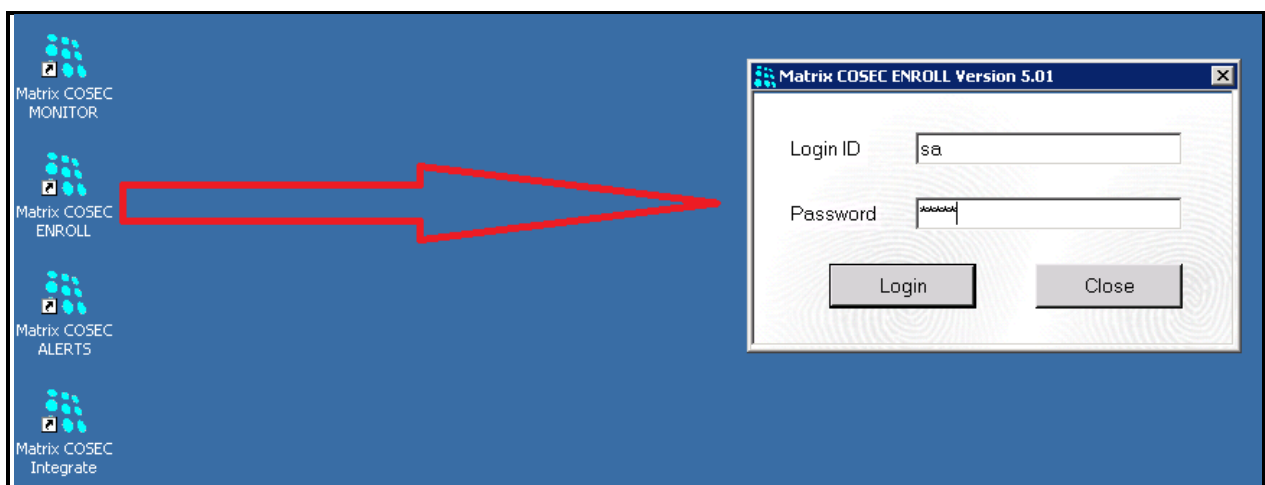 Matrix COSEC
MONITOR
Matrix COSEC
ENROLL
Matrix COSEC
ALERTS
Matrix COSEC
Integrate
Matrix COSEC ENROLL Version 5.01
Login ID sa
Password ******
Login Close